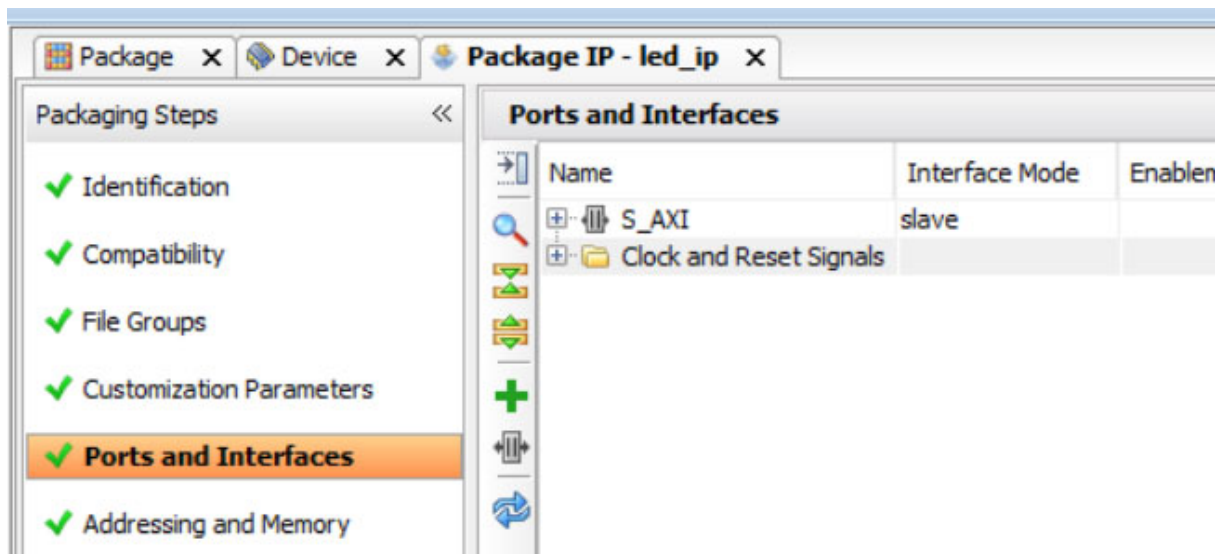 Package X Device X Package IP - led_ip X
Packaging Steps «
Ports and Interfaces
Name Interface Mode Enablem
Identification
S_AXI slave
Compatibility
Clock and Reset Signals
File Groups
Customization Parameters
Ports and Interfaces
Addressing and Memory